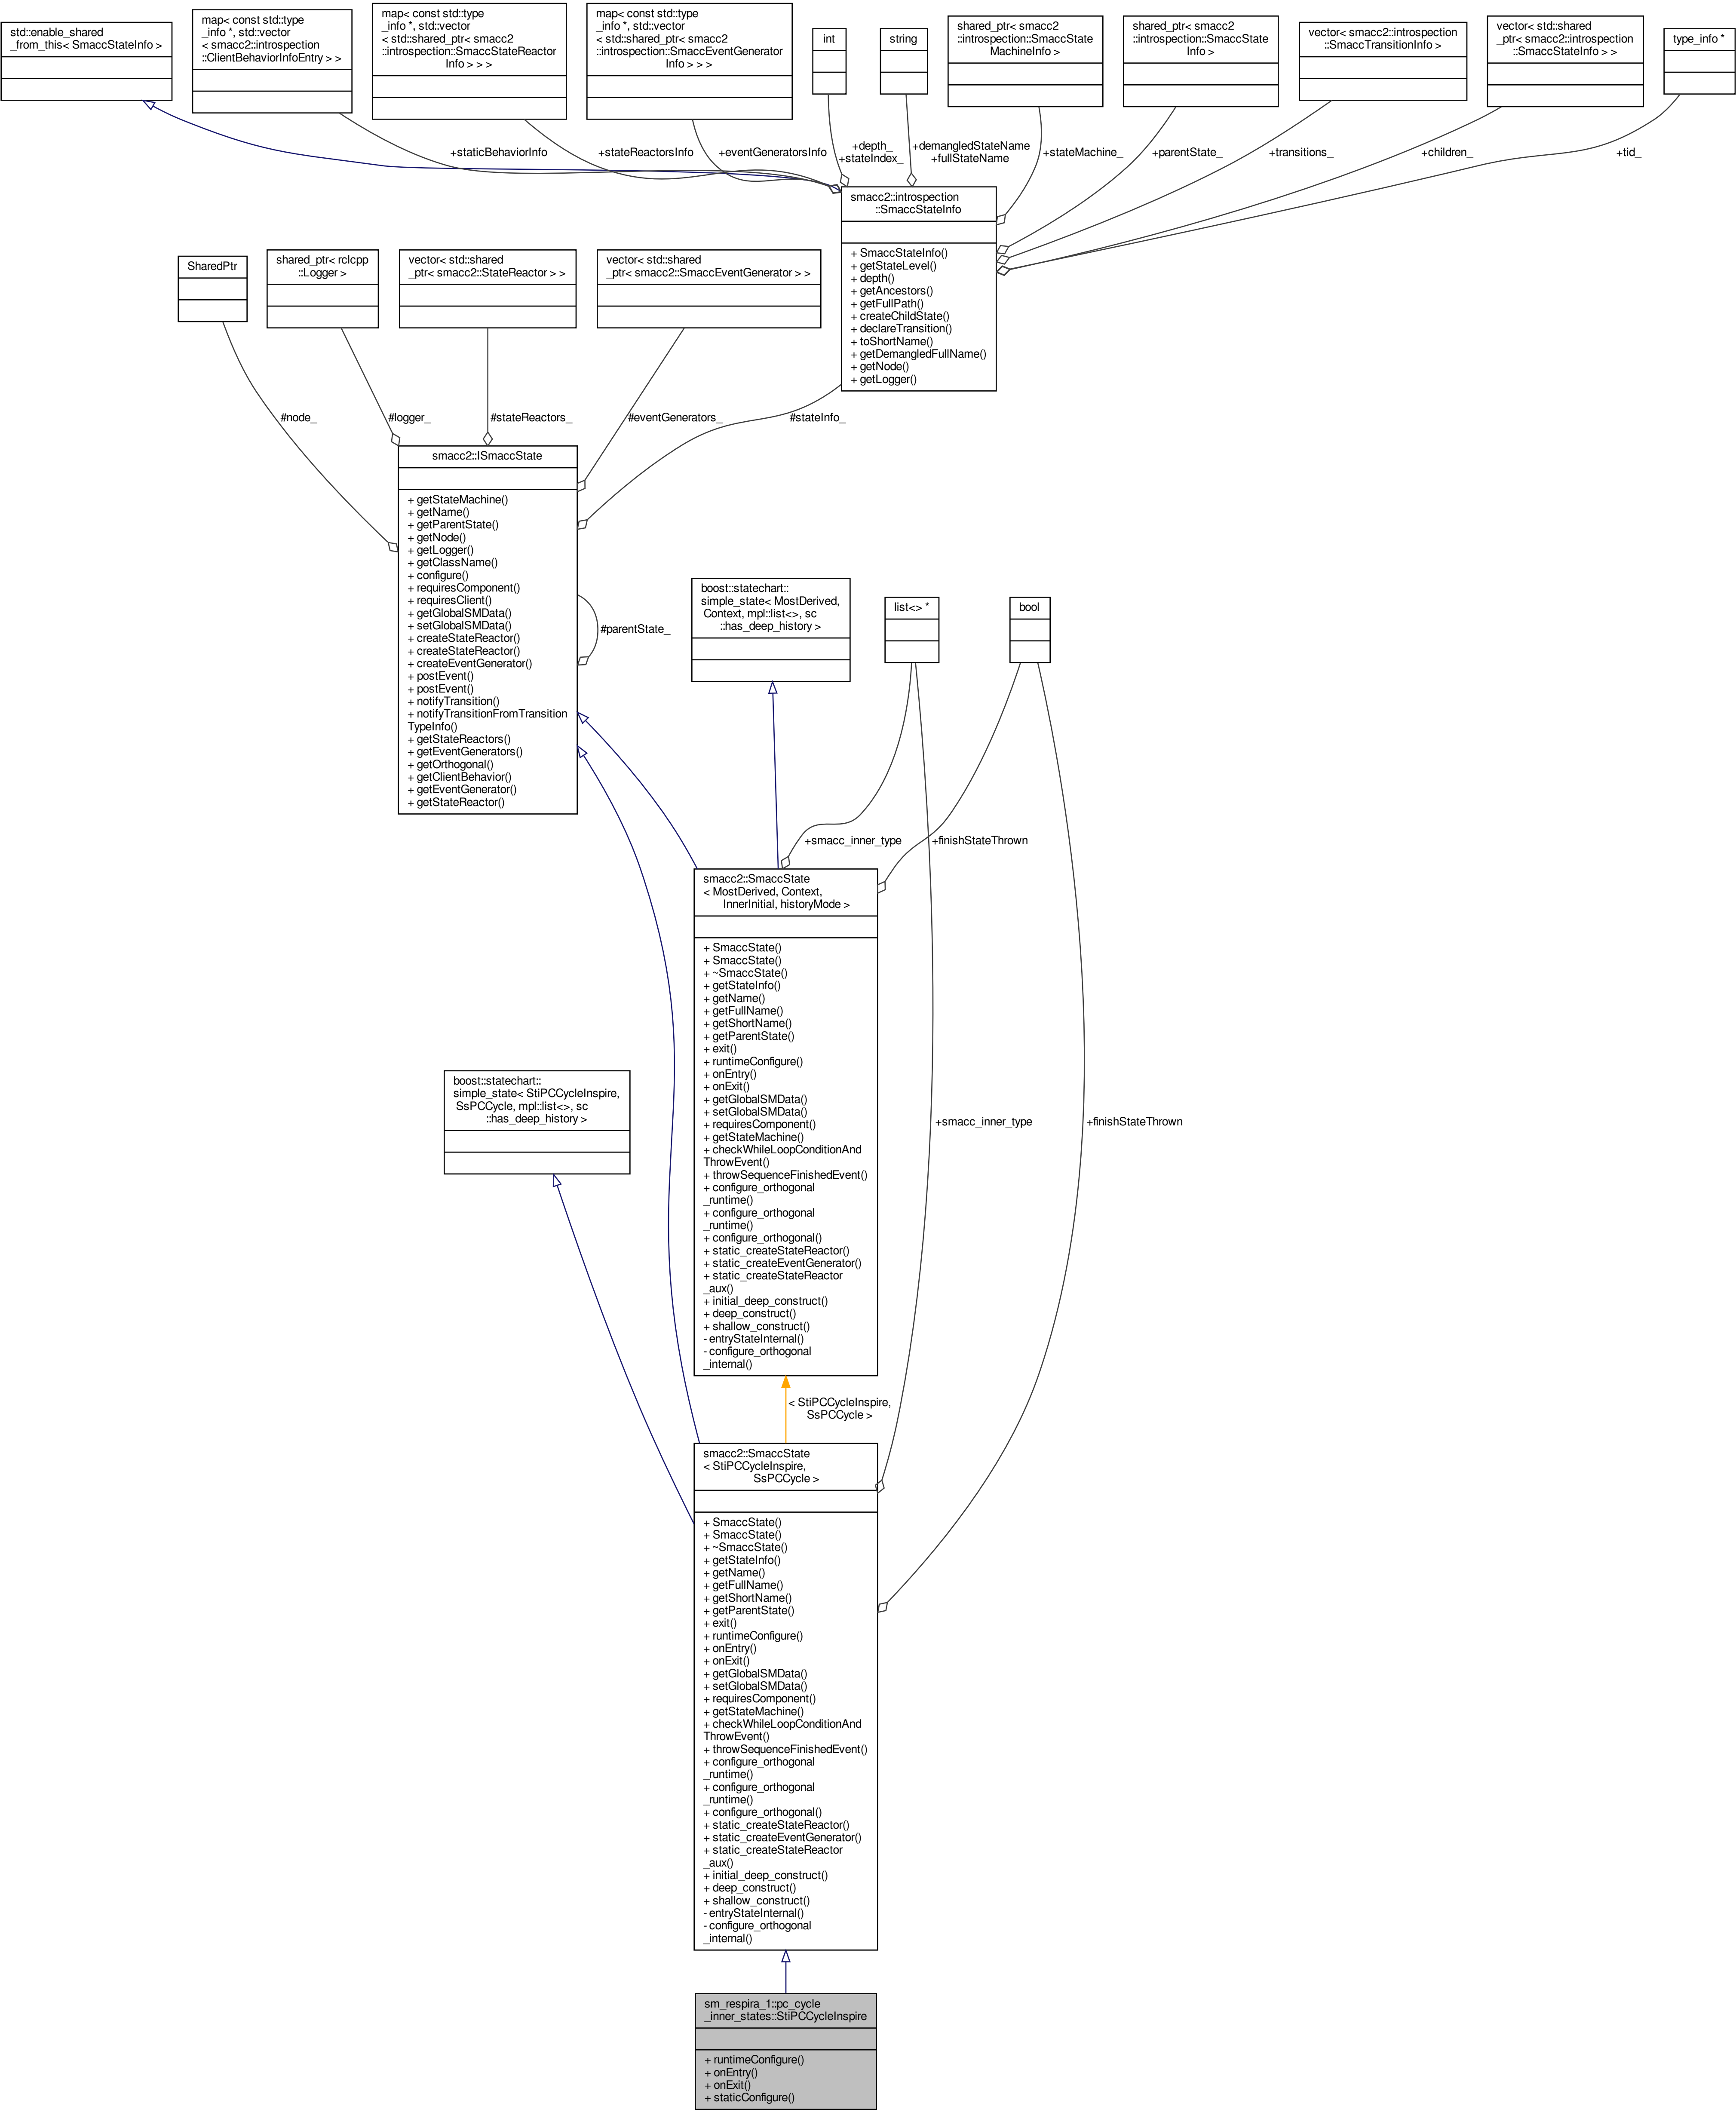 std::enable_shared
_from_this< SmaccStateInfo >
map< const std::type
_info *, std::vector
< smacc2::introspection
::ClientBehaviorInfoEntry > >
map< const std::type
_info *, std::vector
< std::shared_ptr< smacc2
::introspection::SmaccStateReactor
Info > > >
map< const std::type
_info *, std::vector
< std::shared_ptr< smacc2
::introspection::SmaccEventGenerator
Info > > >
int
string
shared_ptr< smacc2
::introspection::SmaccState
MachineInfo >
shared_ptr< smacc2
::introspection::SmaccState
Info >
vector< smacc2::introspection
::SmaccTransitionInfo >
vector< std::shared
_ptr< smacc2::introspection
::SmaccStateInfo > >
type_info *
+staticBehaviorInfo
+stateReactorsInfo
+eventGeneratorsInfo
+depth_
+stateIndex_
+demangledStateName
+fullStateName
+stateMachine_
+parentState_
+transitions_
+children_
+tid_
smacc2::introspection
::SmaccStateInfo
+ SmaccStateInfo()
+ getStateLevel()
+ depth()
+ getAncestors()
+ getFullPath()
+ createChildState()
+ declareTransition()
+ toShortName()
+ getDemangledFullName()
+ getNode()
+ getLogger()
SharedPtr
shared_ptr< rclcpp
::Logger >
vector< std::shared
_ptr< smacc2::StateReactor > >
vector< std::shared
_ptr< smacc2::SmaccEventGenerator > >
#node_
#logger_
#stateReactors_
#eventGenerators_
#stateInfo_
smacc2::ISmaccState
+ getStateMachine()
+ getName()
+ getParentState()
+ getNode()
+ getLogger()
+ getClassName()
+ configure()
+ requiresComponent()
+ requiresClient()
+ getGlobalSMData()
+ setGlobalSMData()
+ createStateReactor()
+ createStateReactor()
+ createEventGenerator()
+ postEvent()
+ postEvent()
+ notifyTransition()
+ notifyTransitionFromTransition
TypeInfo()
+ getStateReactors()
+ getEventGenerators()
+ getOrthogonal()
+ getClientBehavior()
+ getEventGenerator()
+ getStateReactor()
#parentState_
boost::statechart::
simple_state< MostDerived,
Context, mpl::list<>, sc
::has_deep_history >
list<> *
bool
+smacc_inner_type
+finishStateThrown
smacc2::SmaccState
< MostDerived, Context,
InnerInitial, historyMode >
+ SmaccState()
+ SmaccState()
+ ~SmaccState()
+ getStateInfo()
+ getName()
+ getFullName()
+ getShortName()
+ getParentState()
+ exit()
+ runtimeConfigure()
+ onEntry()
+ onExit()
+ getGlobalSMData()
+ setGlobalSMData()
+ requiresComponent()
+ getStateMachine()
+ checkWhileLoopConditionAnd
ThrowEvent()
+ throwSequenceFinishedEvent()
+ configure_orthogonal
_runtime()
+ configure_orthogonal
_runtime()
+ configure_orthogonal()
+ static_createStateReactor()
+ static_createEventGenerator()
+ static_createStateReactor
_aux()
+ initial_deep_construct()
+ deep_construct()
+ shallow_construct()
- entryStateInternal()
- configure_orthogonal
_internal()
boost::statechart::
simple_state< StiPCCycleInspire,
SsPCCycle, mpl::list<>, sc
::has_deep_history >
+smacc_inner_type
+finishStateThrown
< StiPCCycleInspire,
SsPCCycle >
smacc2::SmaccState
< StiPCCycleInspire,
SsPCCycle >
+ SmaccState()
+ SmaccState()
+ ~SmaccState()
+ getStateInfo()
+ getName()
+ getFullName()
+ getShortName()
+ getParentState()
+ exit()
+ runtimeConfigure()
+ onEntry()
+ onExit()
+ getGlobalSMData()
+ setGlobalSMData()
+ requiresComponent()
+ getStateMachine()
+ checkWhileLoopConditionAnd
ThrowEvent()
+ throwSequenceFinishedEvent()
+ configure_orthogonal
_runtime()
+ configure_orthogonal
_runtime()
+ configure_orthogonal()
+ static_createStateReactor()
+ static_createEventGenerator()
+ static_createStateReactor
_aux()
+ initial_deep_construct()
+ deep_construct()
+ shallow_construct()
- entryStateInternal()
- configure_orthogonal
_internal()
sm_respira_1::pc_cycle
_inner_states::StiPCCycleInspire
+ runtimeConfigure()
+ onEntry()
+ onExit()
+ staticConfigure()